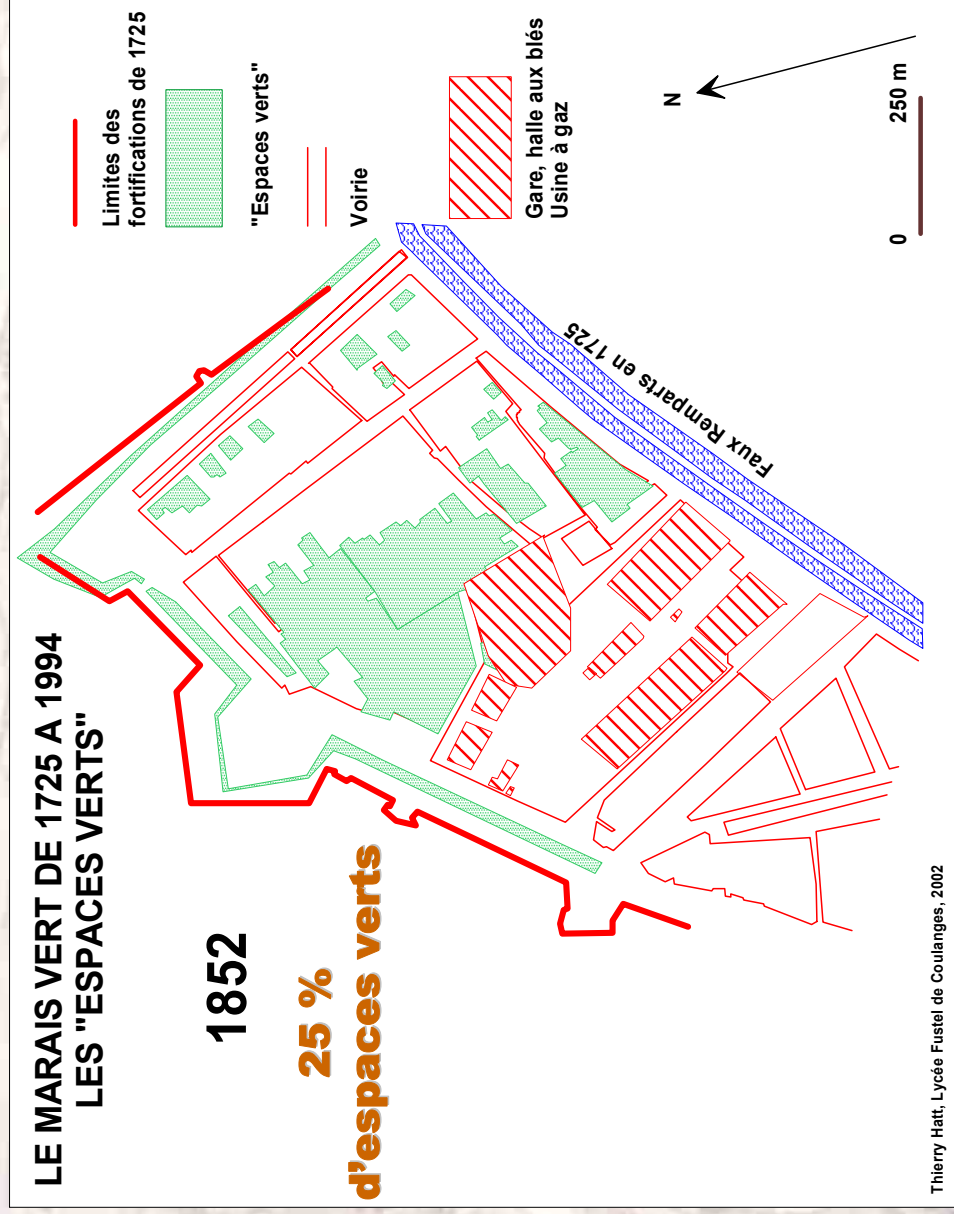 LE MARAIS VERT DE 1725 A 1994
LES "ESPACES VERTS"
1852
25 %
d'espaces verts
Limites des
fortifications de 1725
"Espaces verts"
Voirie
Gare, halle aux blés
Usine à gaz
N
0 250 m
Faux Remparts en 1725
Thierry Hatt, Lycée Fustel de Coulanges, 2002